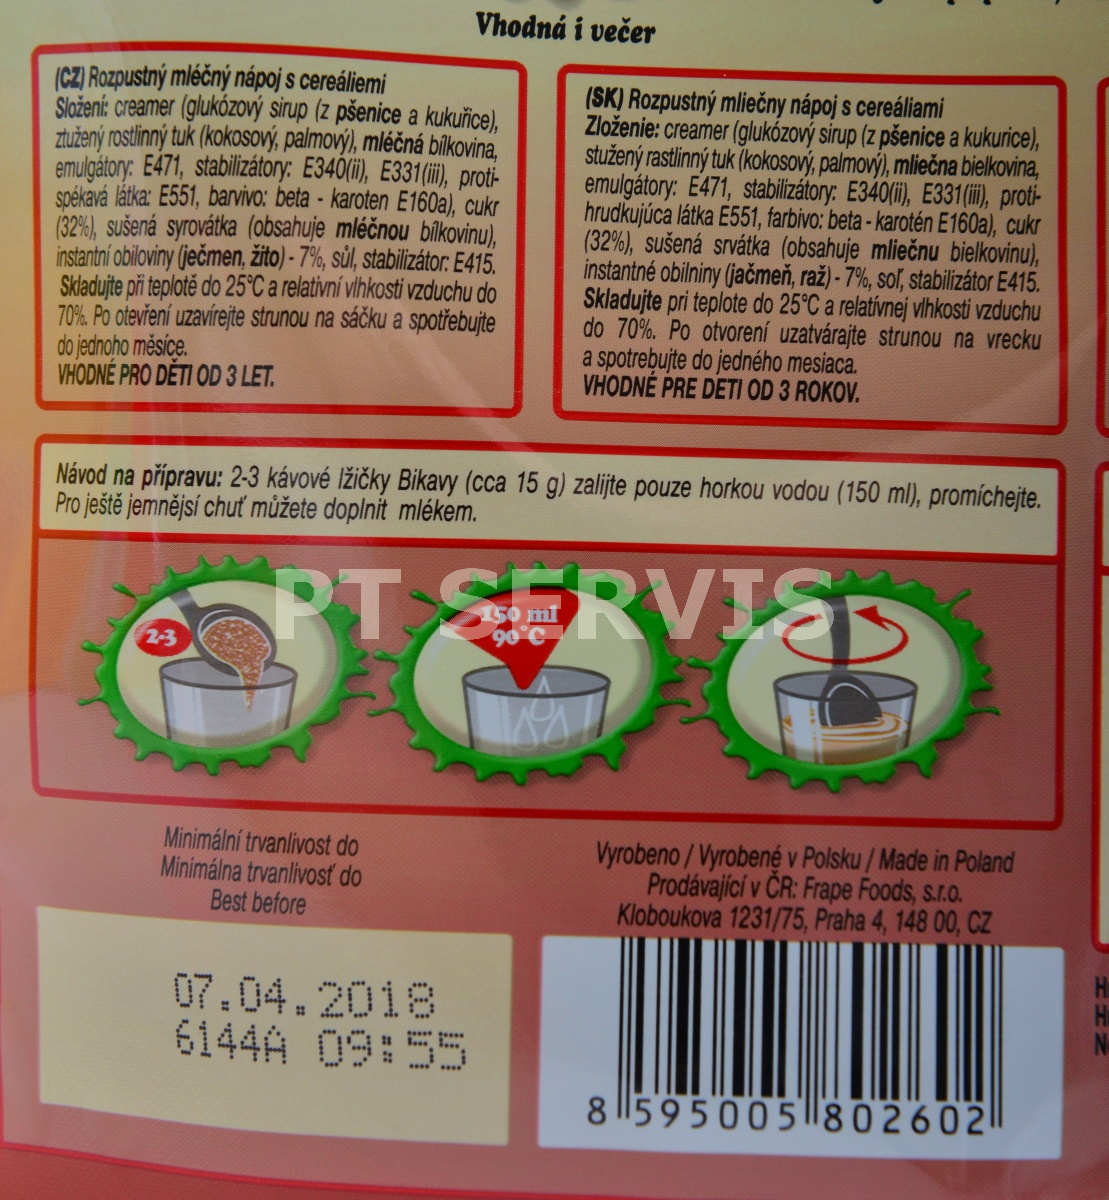 Vhodná i večer
(CZ) Rozpustný mléčný nápoj s cereáliemi
Složení: creamer (glukózový sirup (z pšenice a kukuřice),
ztužený rostlinný tuk (kokosový, palmový), mléčná bílkovina,
emulgátory: E471, stabilizátory: E340(ii), E331(iii), proti-
spékavá látka: E551, barvivo: beta - karoten E160a), cukr
(32%), sušená syrovátka (obsahuje mléčnou bílkovinu),
instantní obiloviny (ječmen, žito) - 7%, sůl, stabilizátor: E415.
Skladujte při teplotě do 25°C a relativní vlhkosti vzduchu do
70%. Po otevření uzavírejte strunou na sáčku a spotřebujte
do jednoho měsíce.
VHODNÉ PRO DĚTI OD 3 LET.
(SK) Rozpustný mliečny nápoj s cereáliami
Zloženie: creamer (glukózový sirup (z pšenice a kukurice),
stužený rastlinný tuk (kokosový, palmový), mliečna bielkovina,
emulgátory: E471, stabilizátory: E340(ii), E331(iii), proti-
hrudkujúca látka E551, farbivo: beta - karotén E160a), cukr
(32%), sušená srvátka (obsahuje mliečnu bielkovinu),
instantné obilniny (jačmeň, raž) - 7%, soľ, stabilizátor E415.
Skladujte pri teplote do 25°C a relatívnej vlhkosti vzduchu
do 70%. Po otvorení uzatvárajte strunou na vrecku
a spotrebujte do jedného mesiaca.
VHODNÉ PRE DETI OD 3 ROKOV.
Návod na přípravu: 2-3 kávové lžičky Bikavy (cca 15 g) zalijte pouze horkou vodou (150 ml), promíchejte.
Pro ještě jemnějsí chuť můžete doplnit mlékem.
PT SERVIS
2-3
150 ml
90°C
Minimální trvanlivost do
Minimálna trvanlivosť do
Best before
Vyrobeno / Vyrobené v Polsku / Made in Poland
Prodávající v ČR: Frape Foods, s.r.o.
Kloboukova 1231/75, Praha 4, 148 00, CZ
07.04.2018
6144A 09:55
8 595005 802602